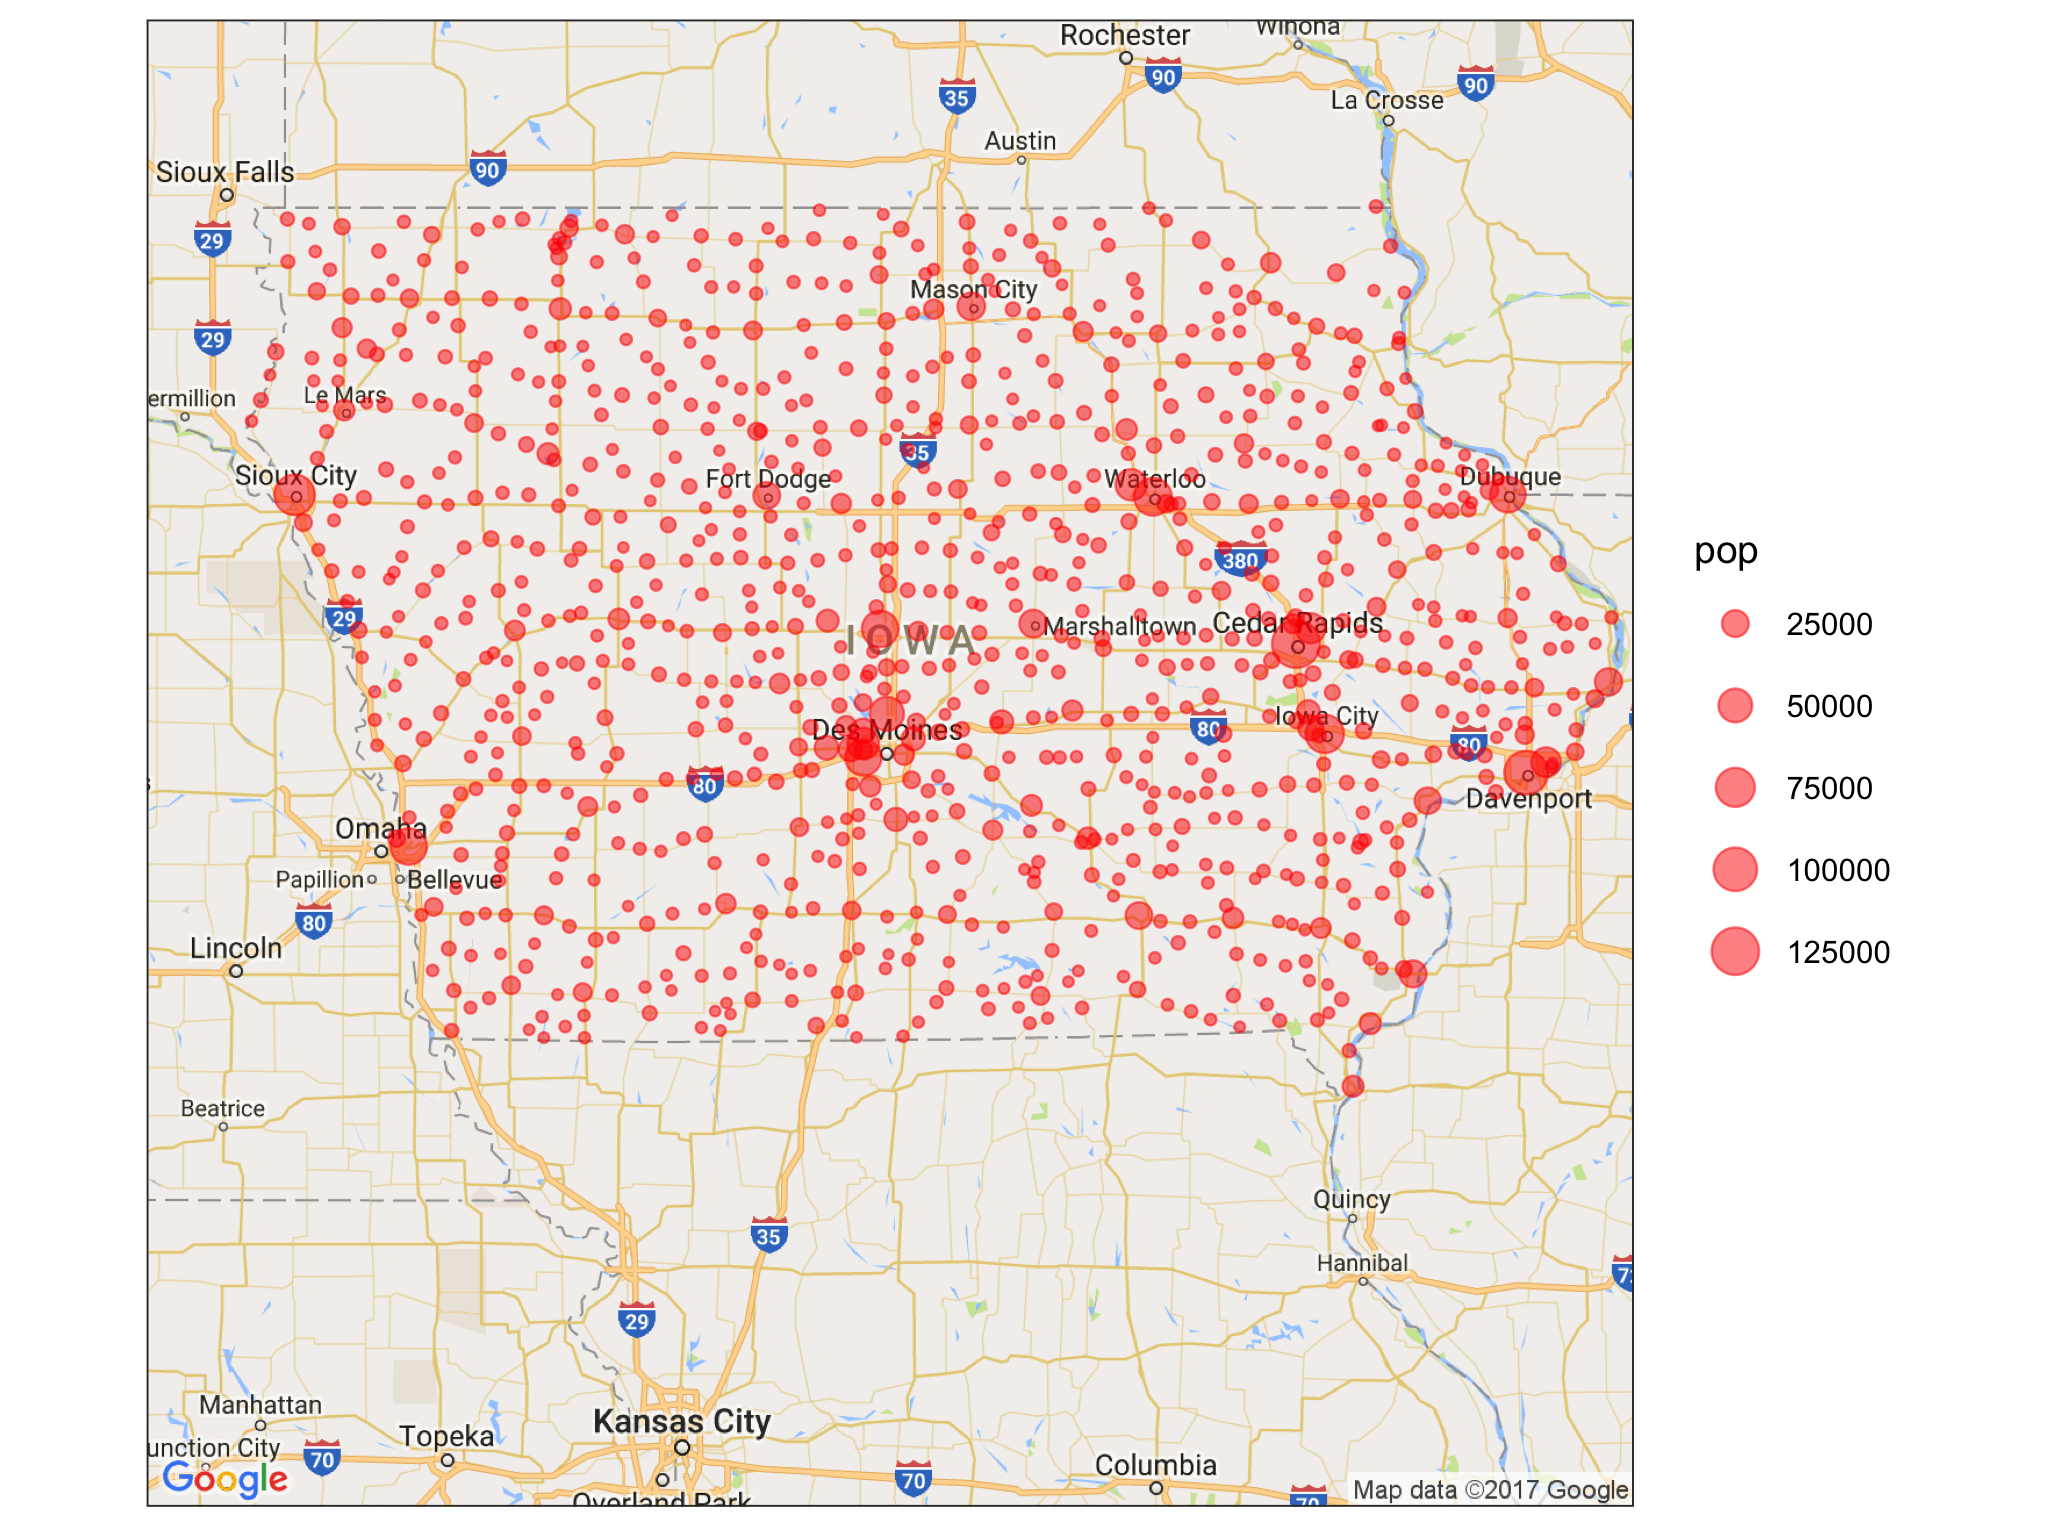 Rochester
Winona
90
35
90
La Crosse
Austin
90
Sioux Falls
29
Mason City
29
Le Mars
ermillion
35
Sioux City
Fort Dodge
Waterloo
Dubuque
380
29
IOWA
Marshalltown
Cedar Rapids
Iowa City
80
Des Moines
80
80
Davenport
Omaha
Papillion
Bellevue
80
Lincoln
Beatrice
Quincy
35
Hannibal
29
Manhattan
Kansas City
Topeka
unction City
70
Columbia
70
Google
Overland Park
70
Map data ©2017 Google
pop
25000
50000
75000
100000
125000